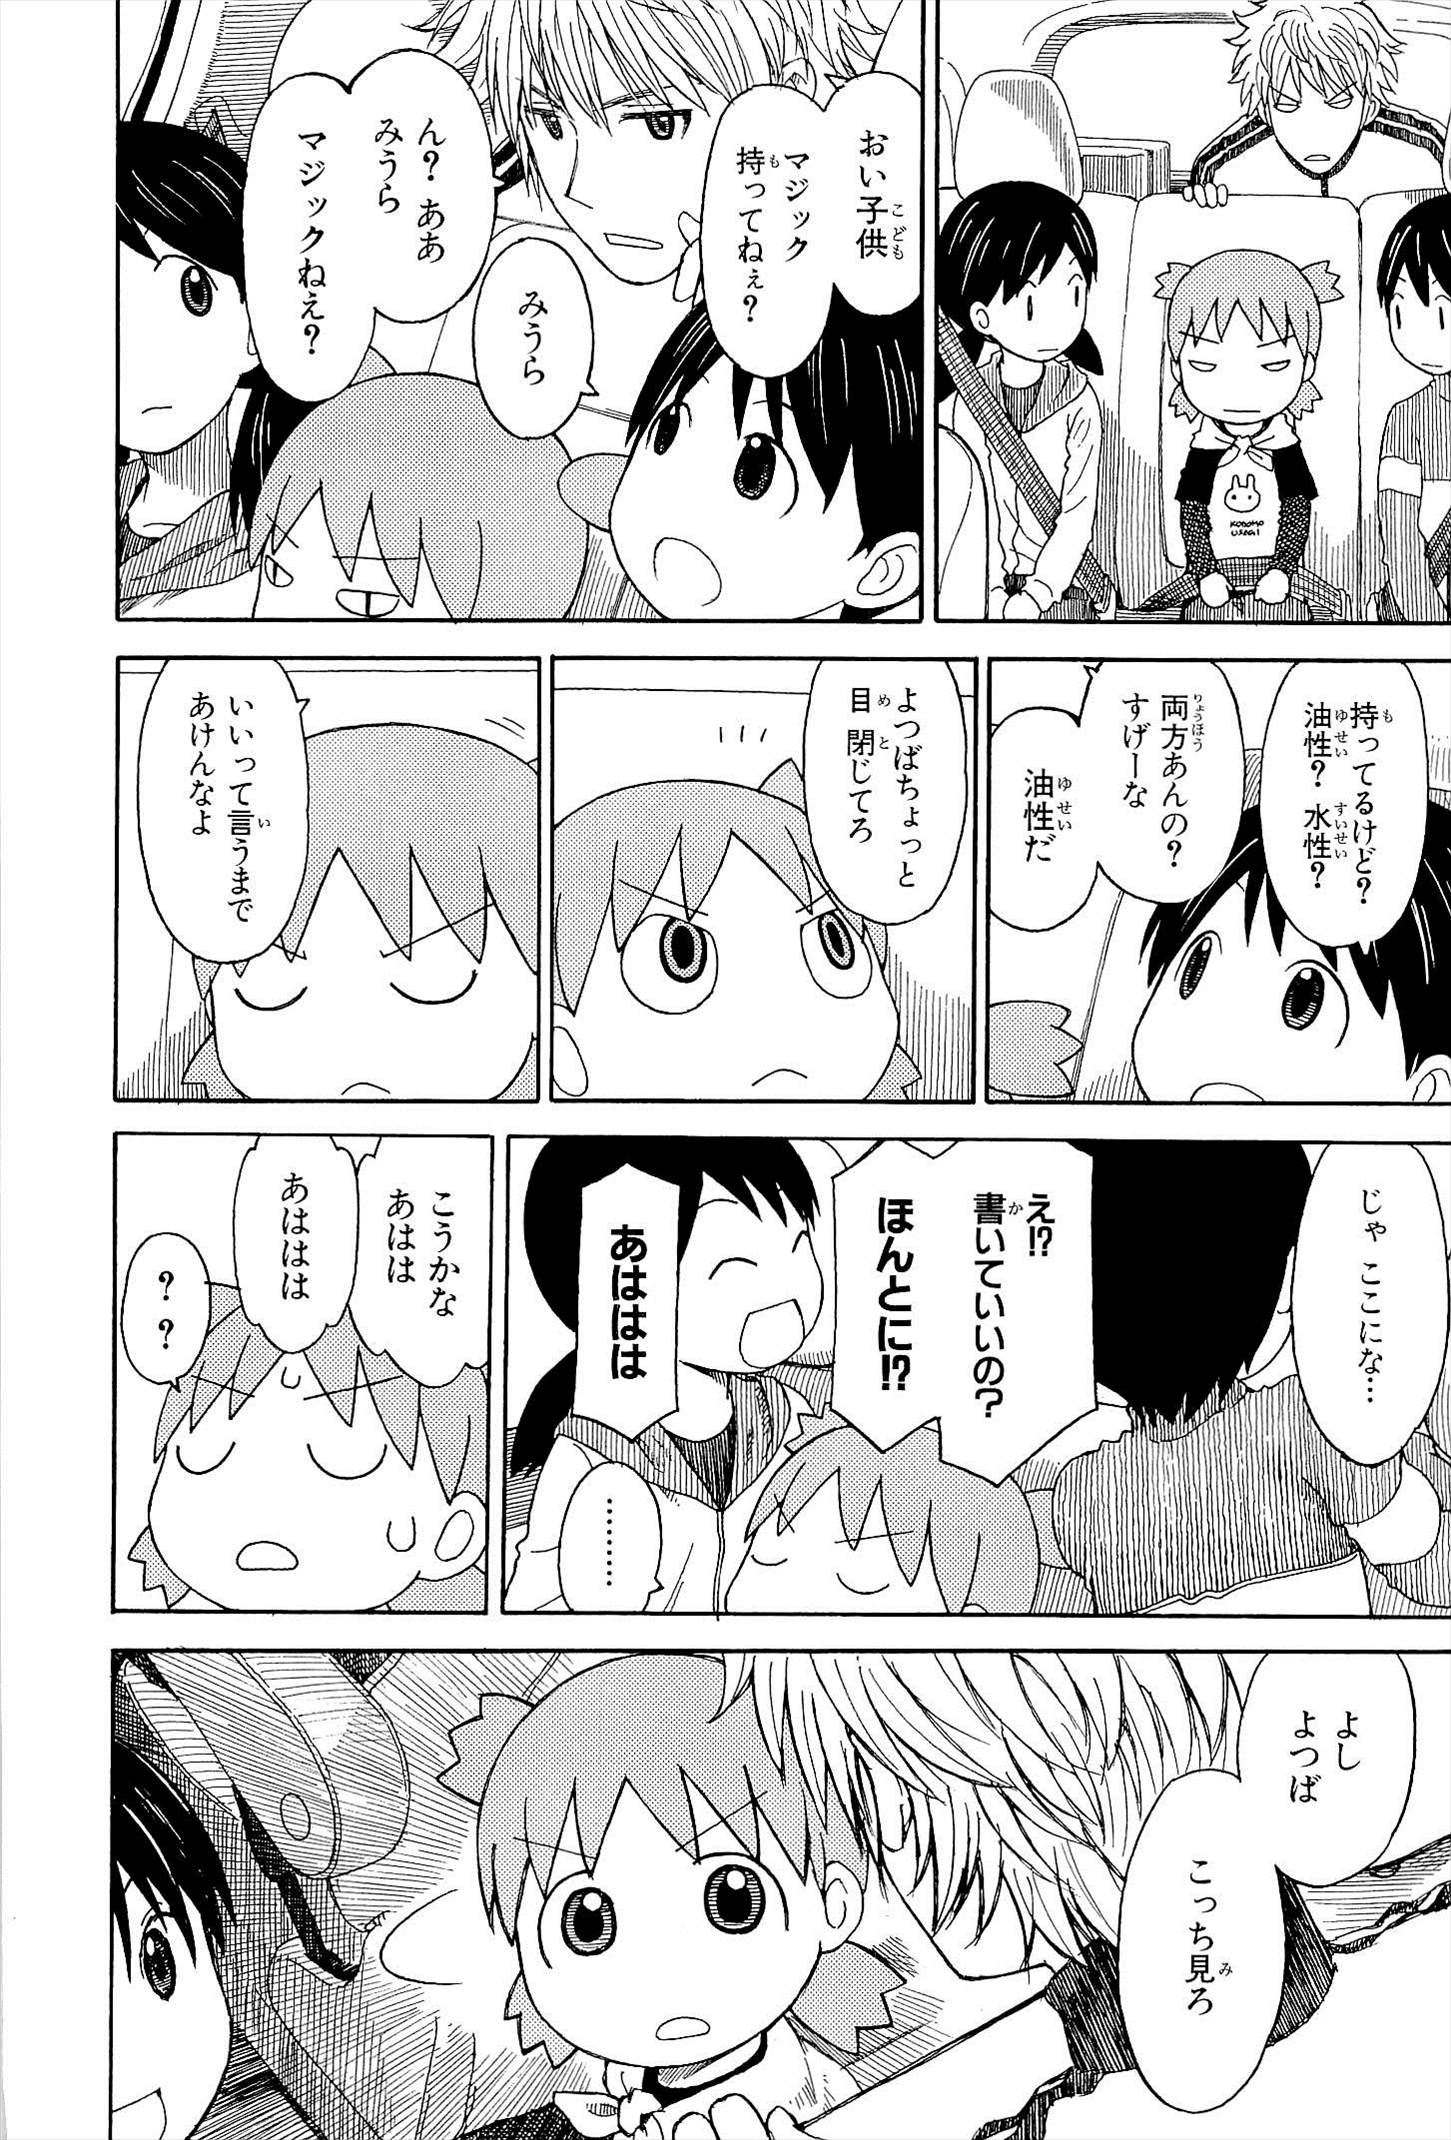 KODOMO
USAGI
おい子供
マジック
持ってねぇ?
みうら
ん? ああ
みうら
マジックねぇ?
持ってるけど?
油性? 水性?
両方あんの?
すげーな
油性だ
よつばちょっと
目閉じてろ
いいって言うまで
あけんなよ
じゃ ここにな…
え!?
書いていいの?
ほんとに!?
あははは
………
こうかな
あはは
あははは
? ?
よし
よつば
こっち見ろ